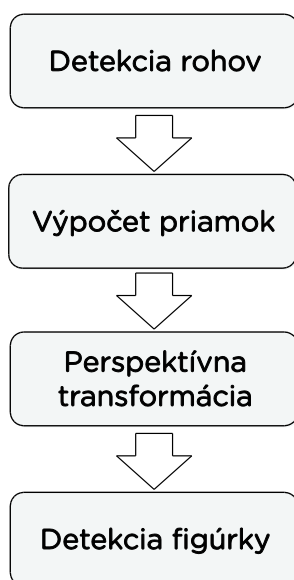 Detekcia rohov
Výpočet priamok
Perspektívna
transformácia
Detekcia figúrky